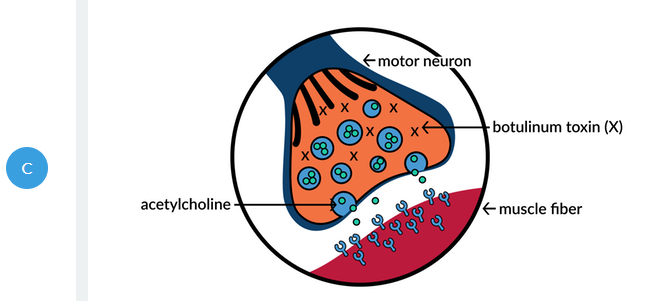 motor neuron
X X X
botulinum toxin (X)
X X
X X
C
acetylcholine
muscle fiber